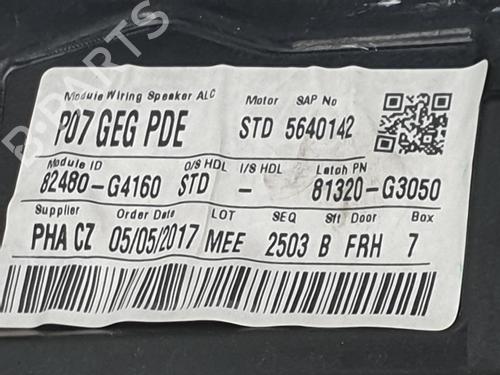 Module Wiring Speaker ALC Motor SAP No
P07 GEG PDE STD 5640142
Module ID O/S HDL I/S HDL Latch PN
82480-G4160 STD - 81320-G3050
Supplier Order Date LOT SEQ Sft Door Box
PHA CZ 05/05/2017 MEE 2503 B FRH 7
B-PARTS